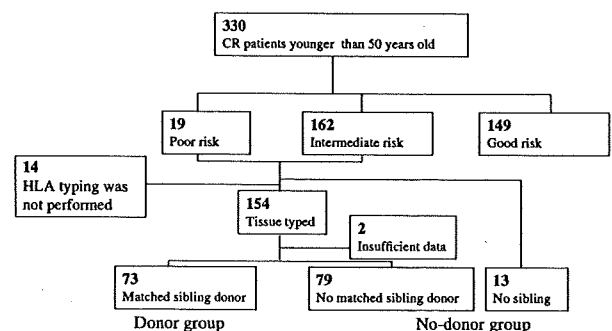 330
CR patients younger than 50 years old
19
Poor risk
162
Intermediate risk
149
Good risk
14
HLA typing was
not performed
154
Tissue typed
2
Insufficient data
73
Matched sibling donor
79
No matched sibling donor
13
No sibling
Donor group
No-donor group